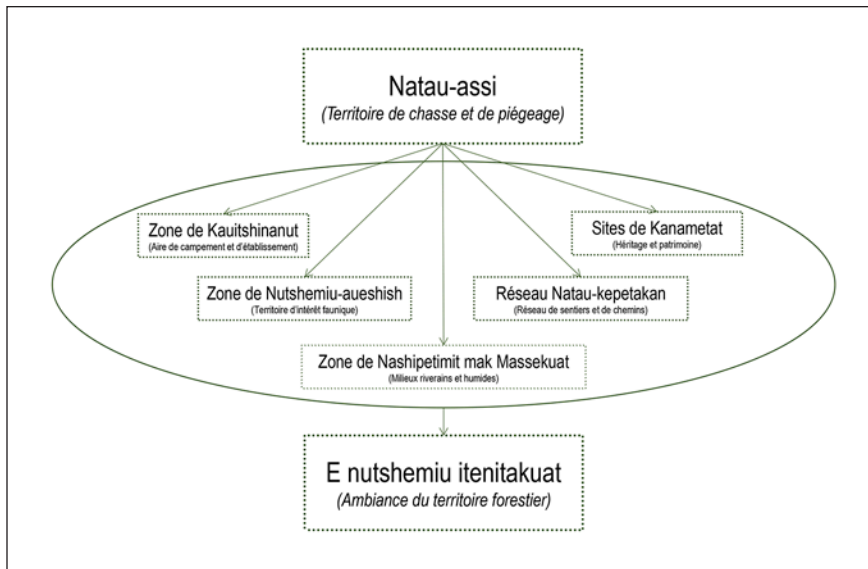 Natau-assi
(Territoire de chasse et de piégeage)
Zone de Kauitshinanut
(Aire de campement et d'établissement)
Sites de Kanametat
(Héritage et patrimoine)
Zone de Nutshemiu-aueshish
(Territoire d'intérêt faunique)
Réseau Natau-kepetakan
(Réseau de sentiers et de chemins)
Zone de Nashipetimit mak Massekuat
(Milieux riverains et humides)
E nutshemiu itenitakuat
(Ambiance du territoire forestier)